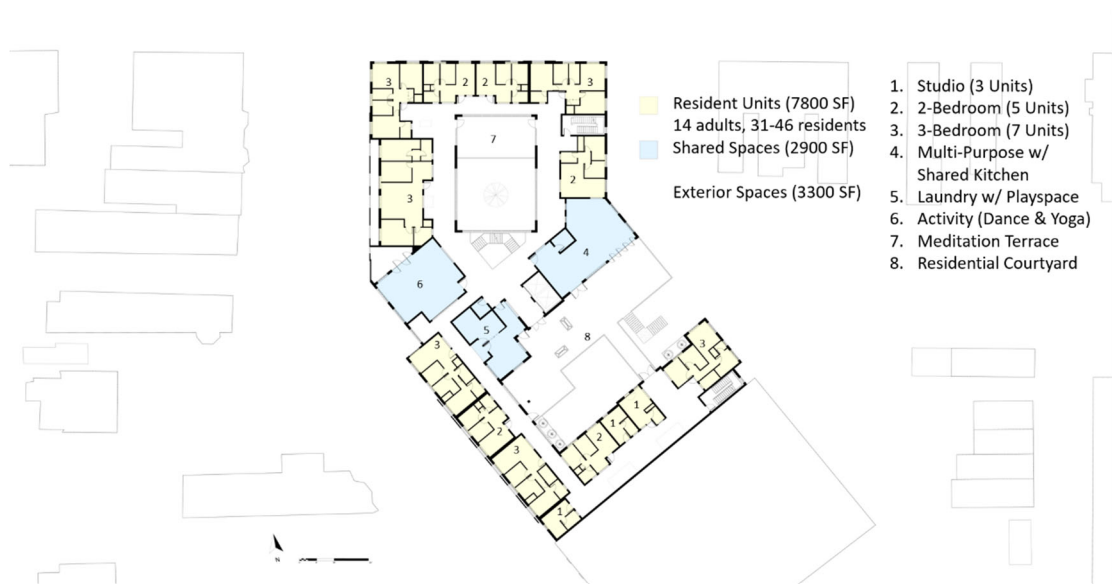 3
2
2
3
7
2
3
4
6
5
8
3
3
1
2
1
2
3
1
N
Resident Units (7800 SF)
14 adults, 31-46 residents
Shared Spaces (2900 SF)
Exterior Spaces (3300 SF)
1. Studio (3 Units)
2. 2-Bedroom (5 Units)
3. 3-Bedroom (7 Units)
4. Multi-Purpose w/
Shared Kitchen
5. Laundry w/ Playspace
6. Activity (Dance & Yoga)
7. Meditation Terrace
8. Residential Courtyard